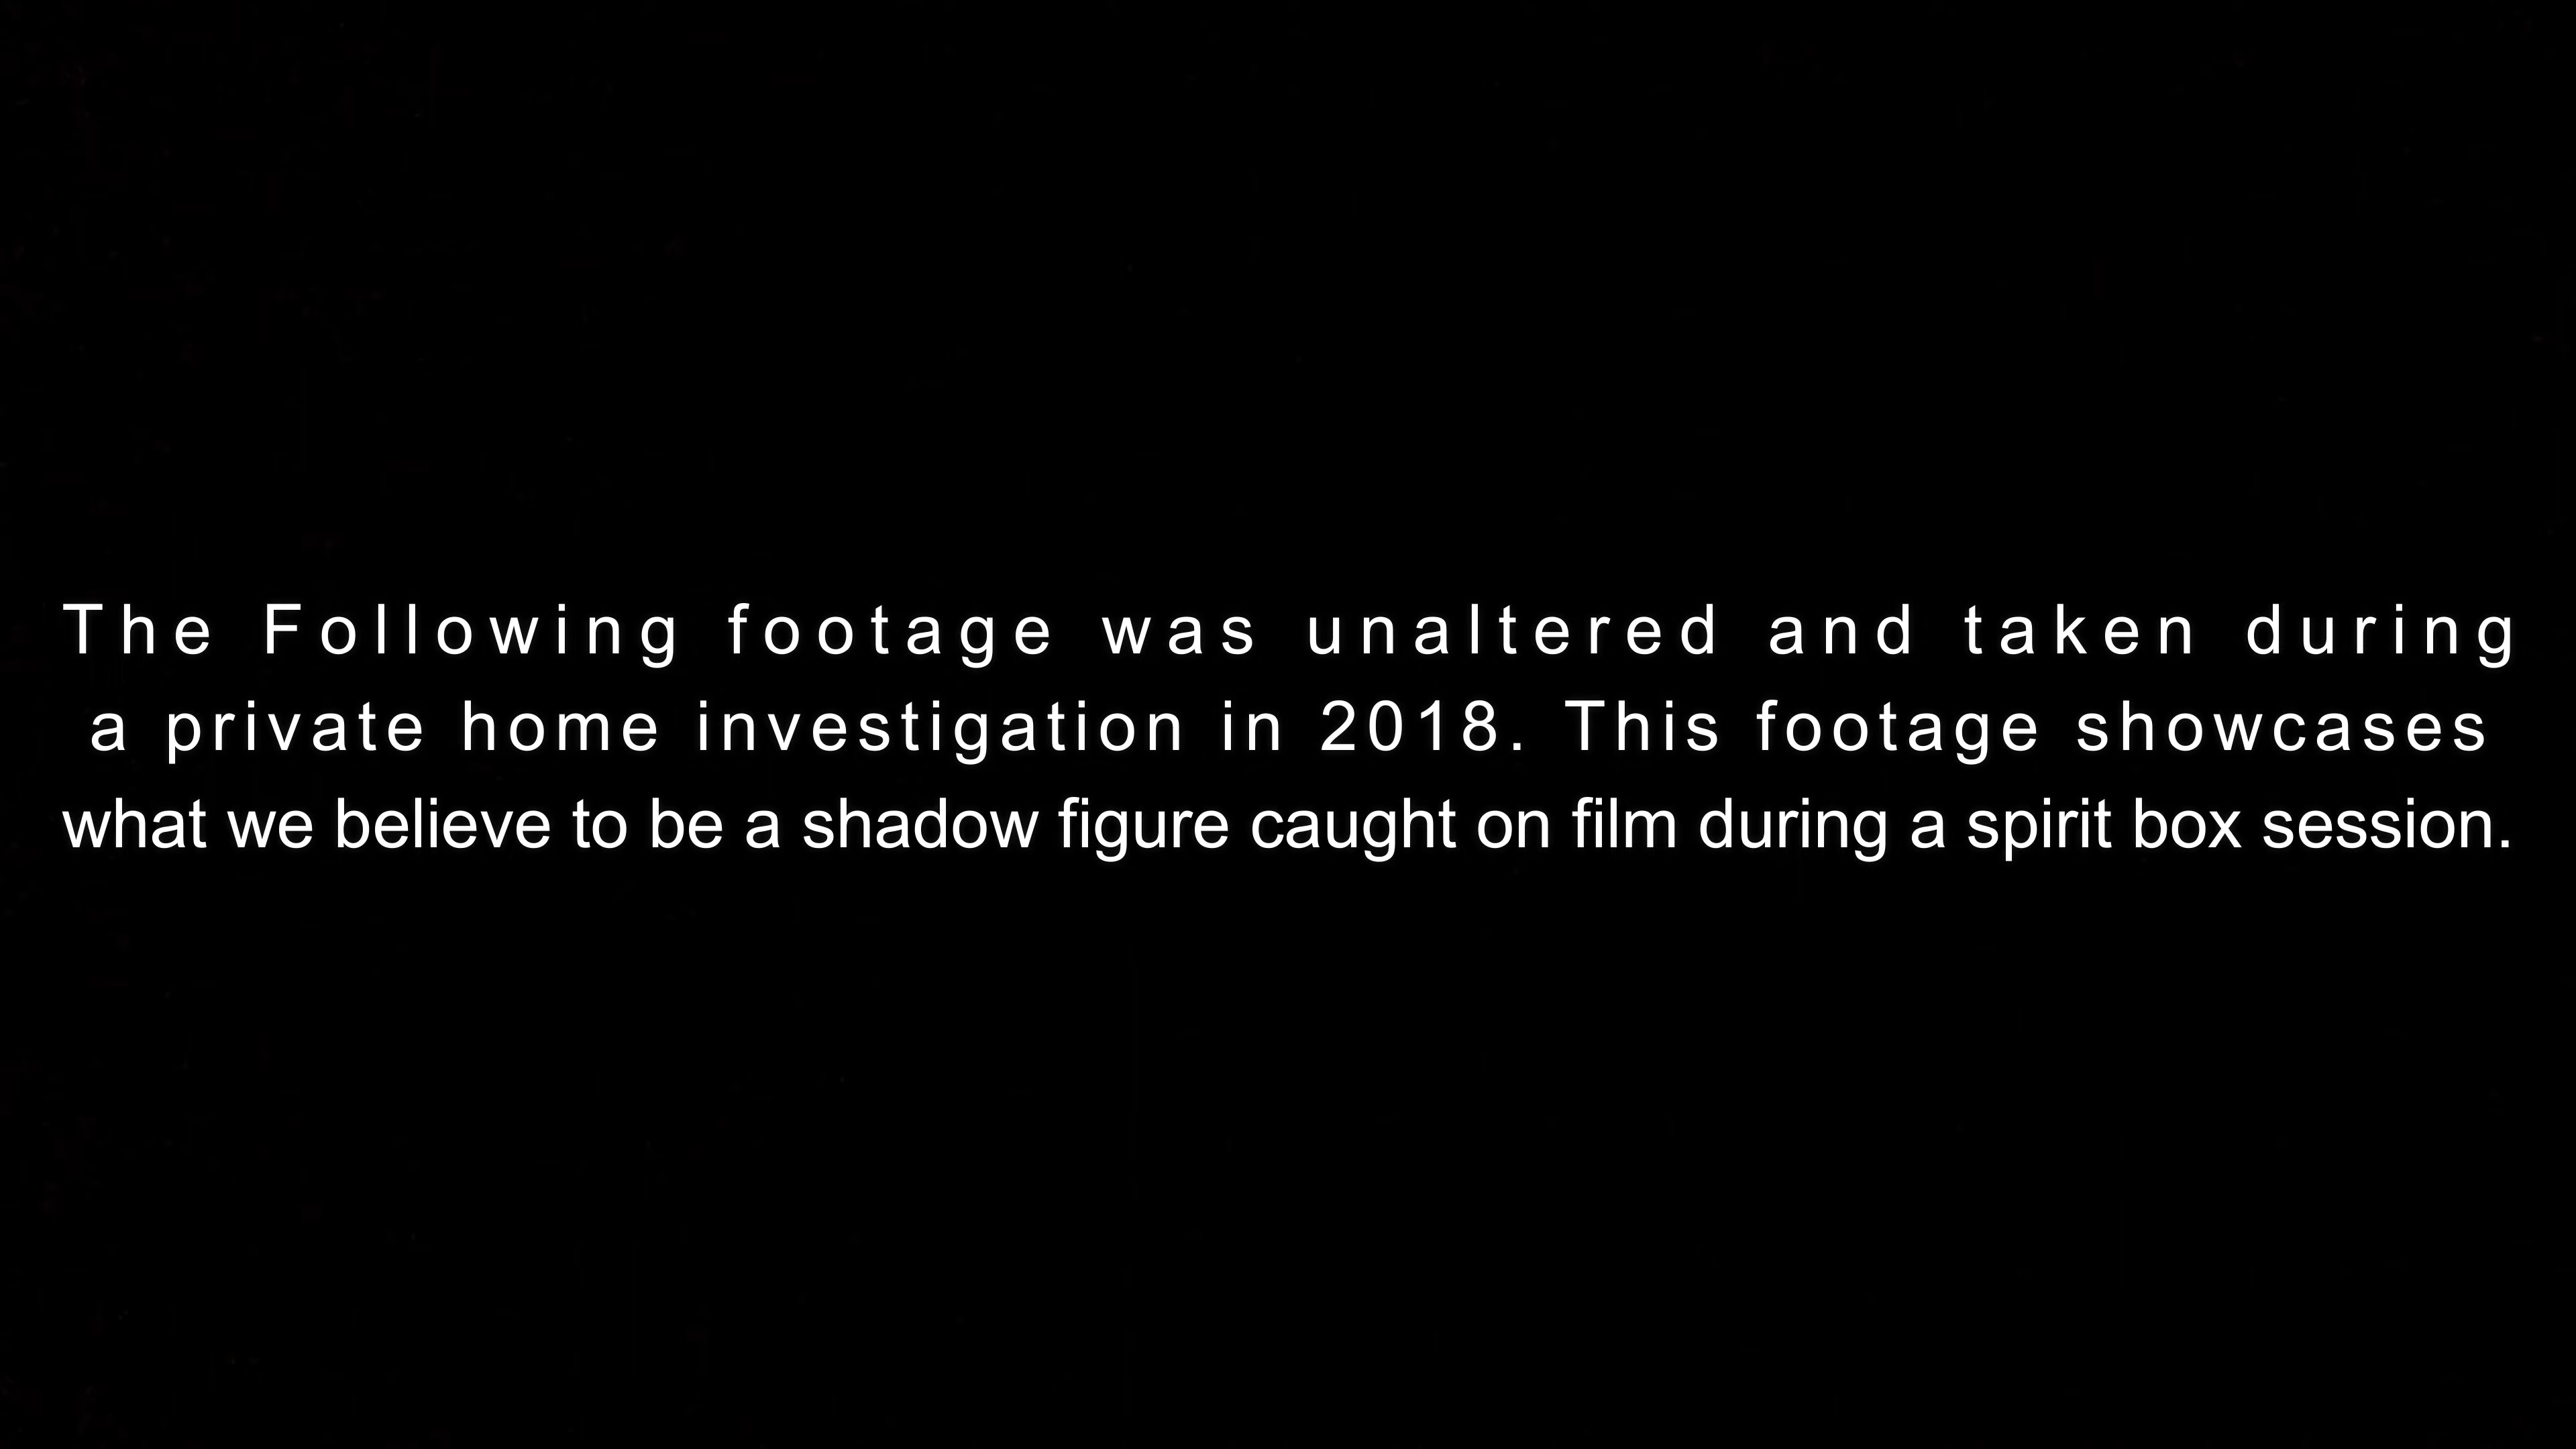 The Following footage was unaltered and taken during
a private home investigation in 2018. This footage showcases
what we believe to be a shadow figure caught on film during a spirit box session.